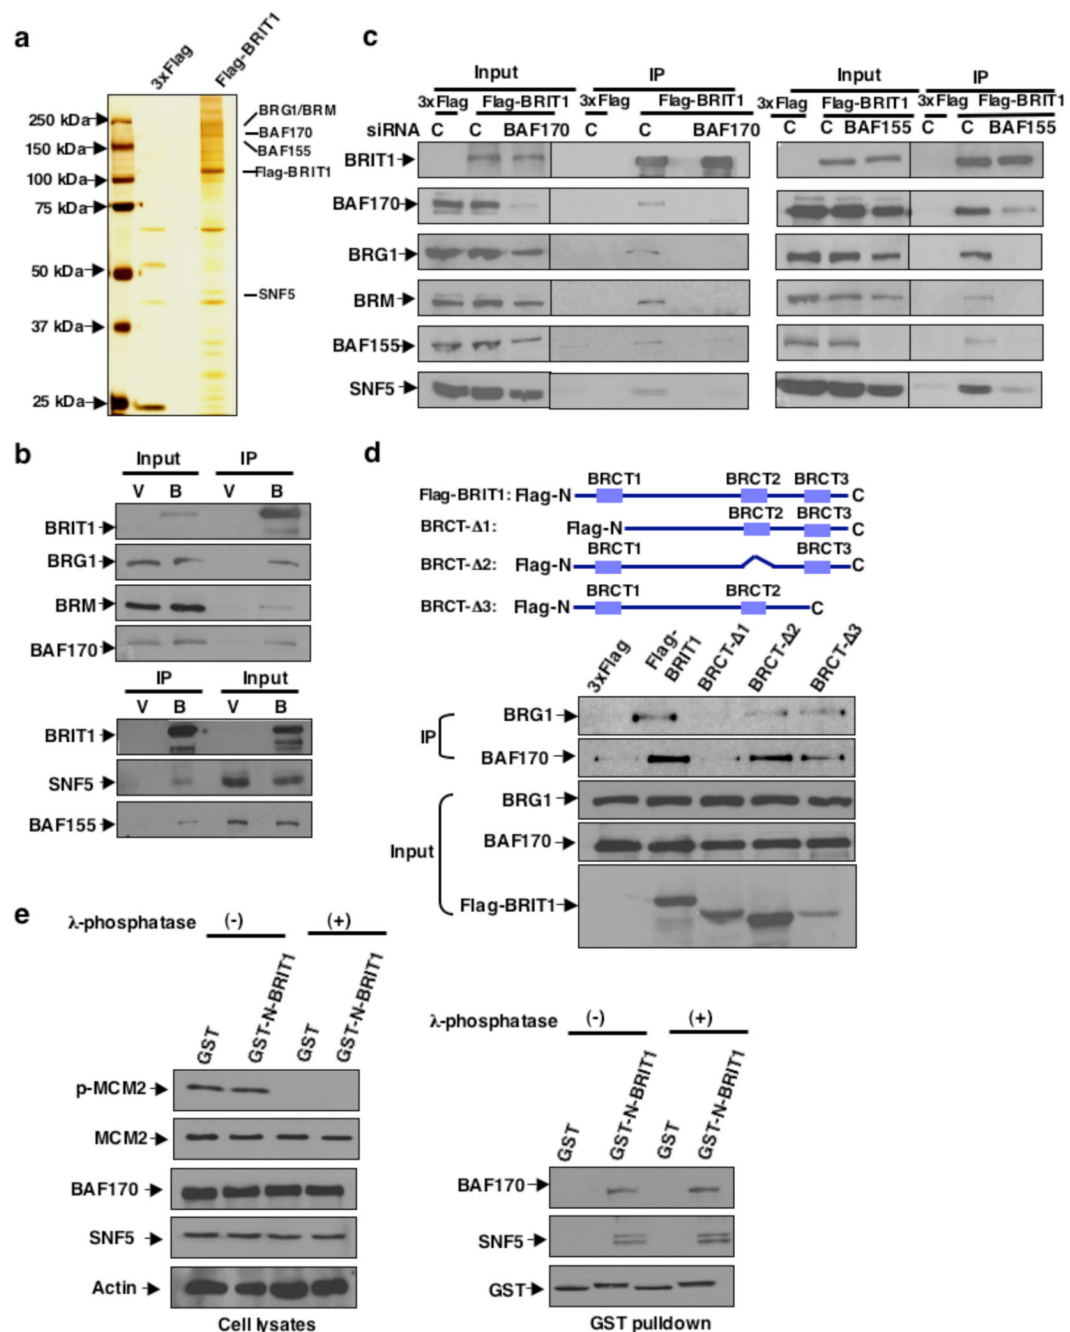 a
3xFlag
Flag-BRIT1
250 kDa
150 kDa
100 kDa
75 kDa
50 kDa
37 kDa
25 kDa
BRG1/BRM
BAF170
BAF155
Flag-BRIT1
SNF5
c
Input
IP
3xFlag Flag-BRIT1 3xFlag Flag-BRIT1
siRNA C C BAF170 C C BAF170
BRIT1
BAF170
BRG1
BRM
BAF155
SNF5
Input
IP
3xFlag Flag-BRIT1 3xFlag Flag-BRIT1
C C BAF155 C C BAF155
b
Input IP
V B V B
BRIT1
BRG1
BRM
BAF170
IP Input
V B V B
BRIT1
SNF5
BAF155
d
BRCT1 BRCT2 BRCT3
Flag-BRIT1: Flag-N C
BRCT2 BRCT3
BRCT-Δ1: Flag-N C
BRCT1 BRCT3
BRCT-Δ2: Flag-N C
BRCT1 BRCT2
BRCT-Δ3: Flag-N C
3xFlag
Flag-
BRIT1
BRCT-Δ1
BRCT-Δ2
BRCT-Δ3
IP
BRG1
BAF170
Input
BRG1
BAF170
Flag-BRIT1
e
λ-phosphatase (-) (+)
GST
GST-N-BRIT1
GST
GST-N-BRIT1
p-MCM2
MCM2
BAF170
SNF5
Actin
Cell lysates
λ-phosphatase (-) (+)
GST
GST-N-BRIT1
GST
GST-N-BRIT1
BAF170
SNF5
GST
GST pulldown